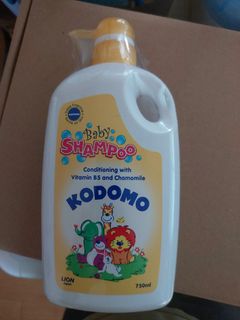 Baby
SHAMPOO
Conditioning with
Vitamin B5 and Chamomile
KODOMO
LION
750ml